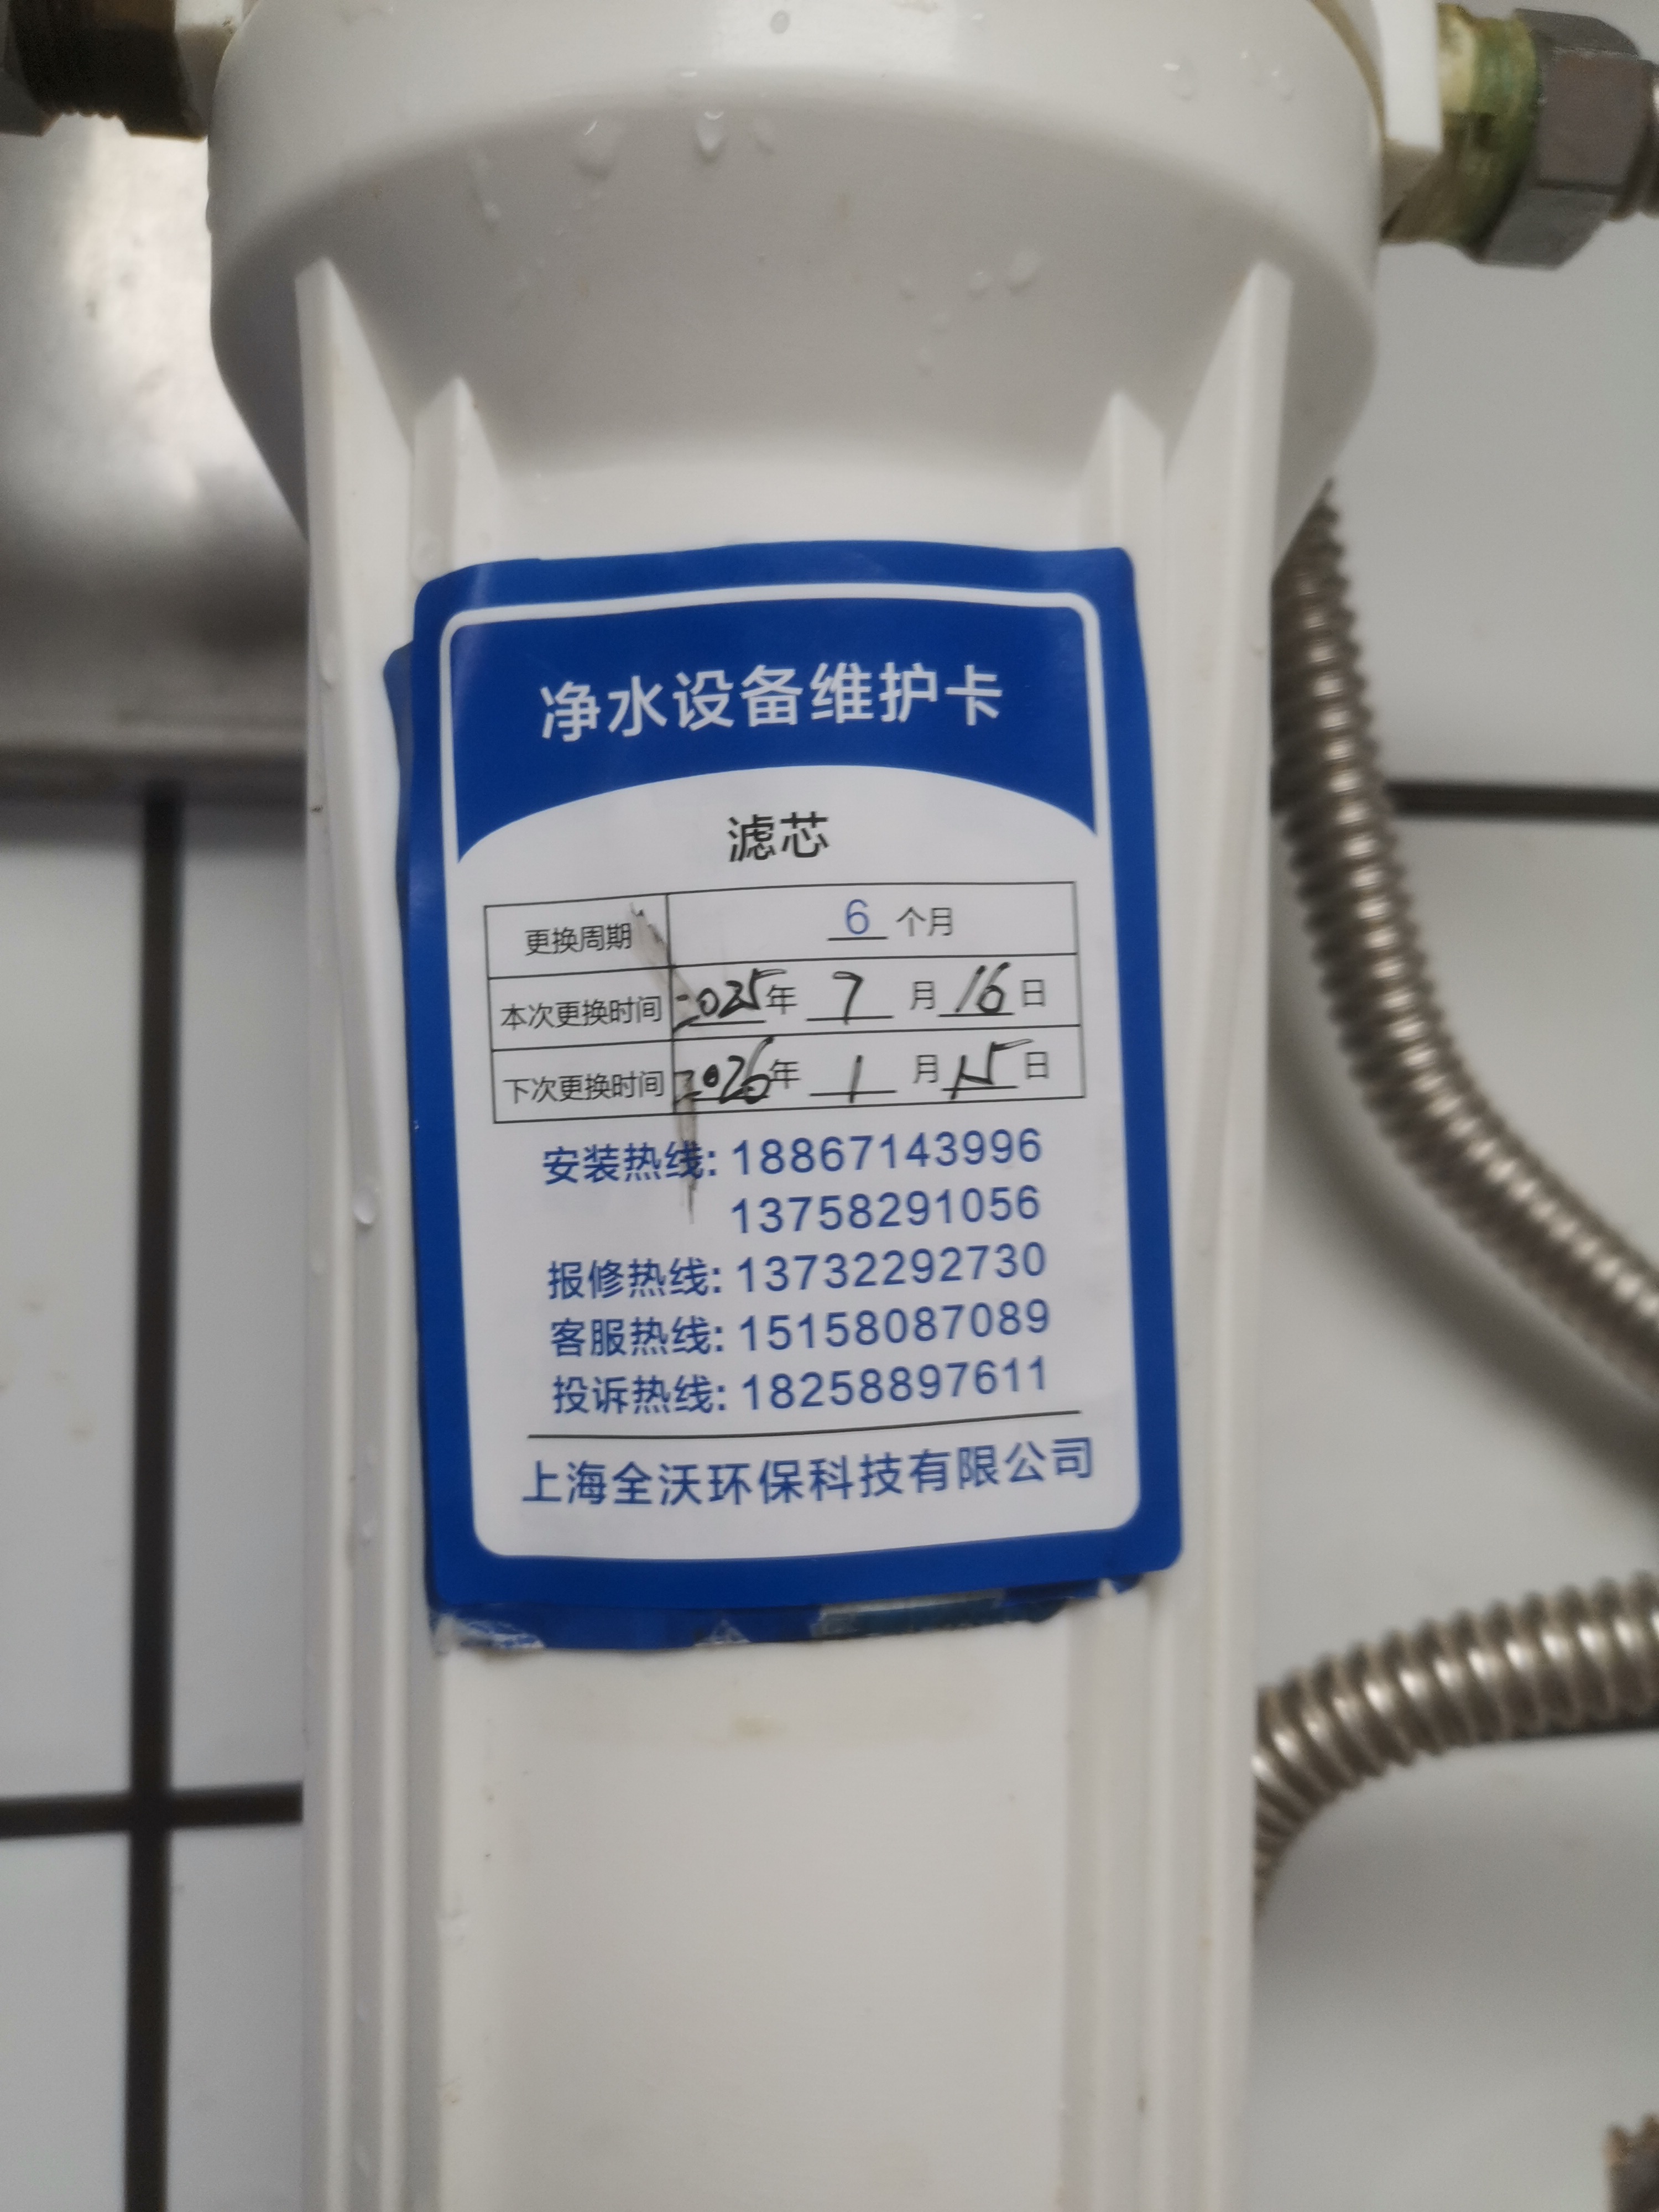 净水设备维护卡
滤芯
更换周期 6 个月
本次更换时间 2025年 7 月 16 日
下次更换时间 2026年 1 月 15 日
安装热线: 18867143996
13758291056
报修热线: 13732292730
客服热线: 15158087089
投诉热线: 18258897611
上海全沃环保科技有限公司